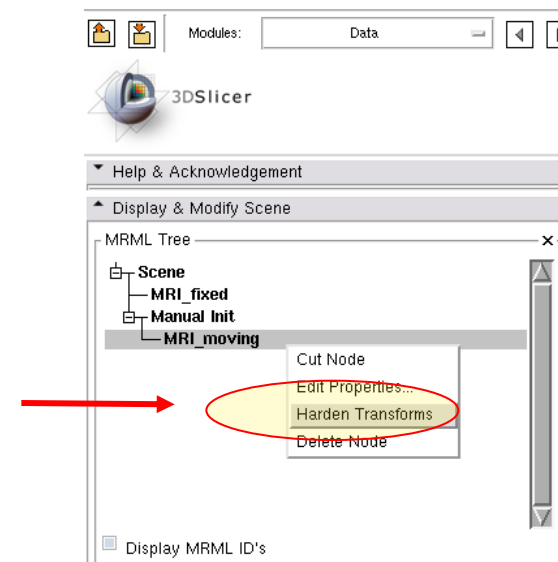 Modules: Data
3DSlicer
Help & Acknowledgement
Display & Modify Scene
MRML Tree
Scene
MRI_fixed
Manual Init
MRI_moving
Cut Node
Edit Properties...
Harden Transforms
Delete Node
Display MRML ID's